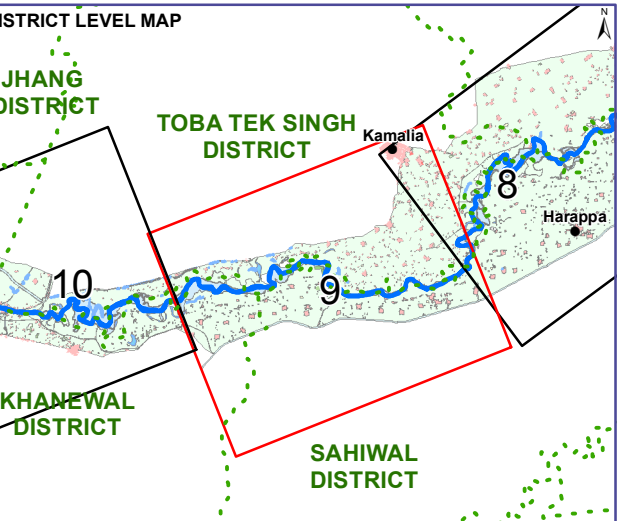 ISTRICT LEVEL MAP
N
JHANG
DISTRICT
TOBA TEK SINGH
DISTRICT
Kamalia
8
Harappa
10
9
KHANEWAL
DISTRICT
SAHIWAL
DISTRICT